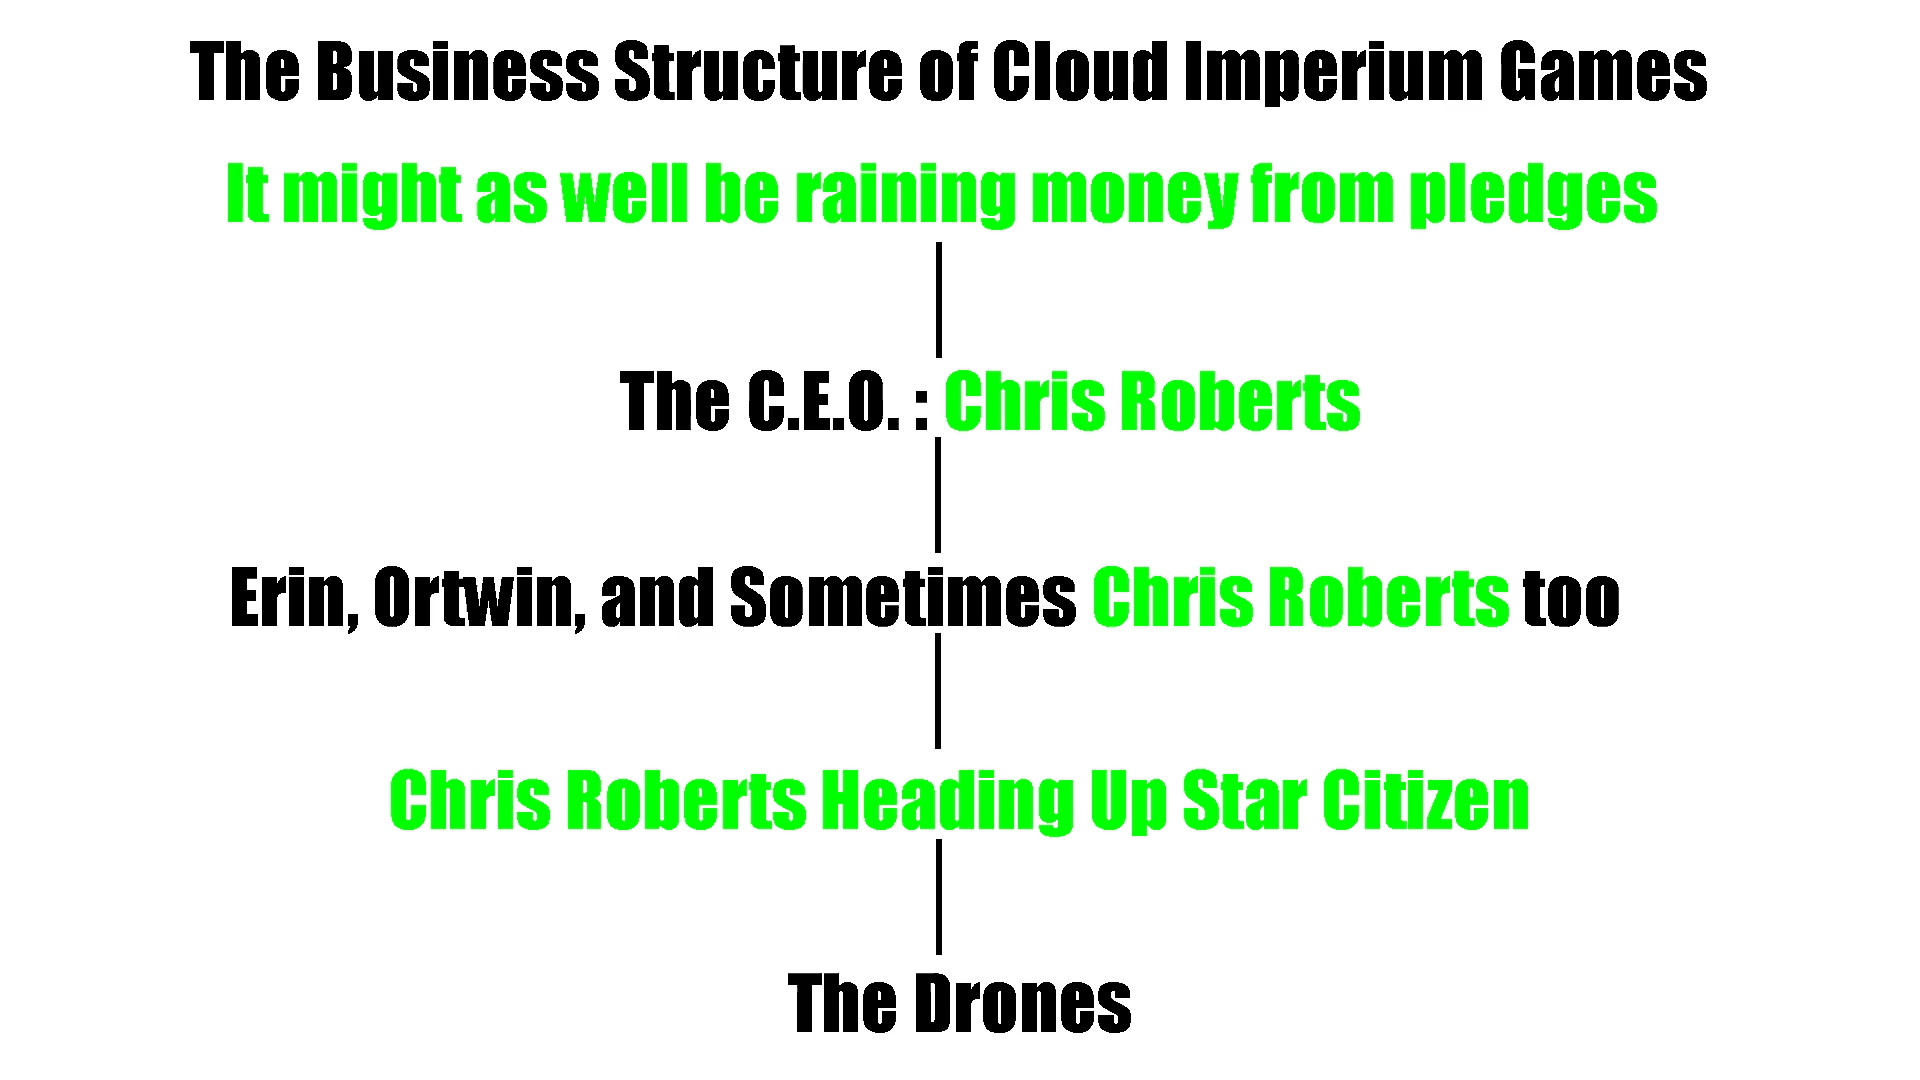 The Business Structure of Cloud Imperium Games
It might as well be raining money from pledges
The C.E.O. : Chris Roberts
Erin, Ortwin, and Sometimes Chris Roberts too
Chris Roberts Heading Up Star Citizen
The Drones